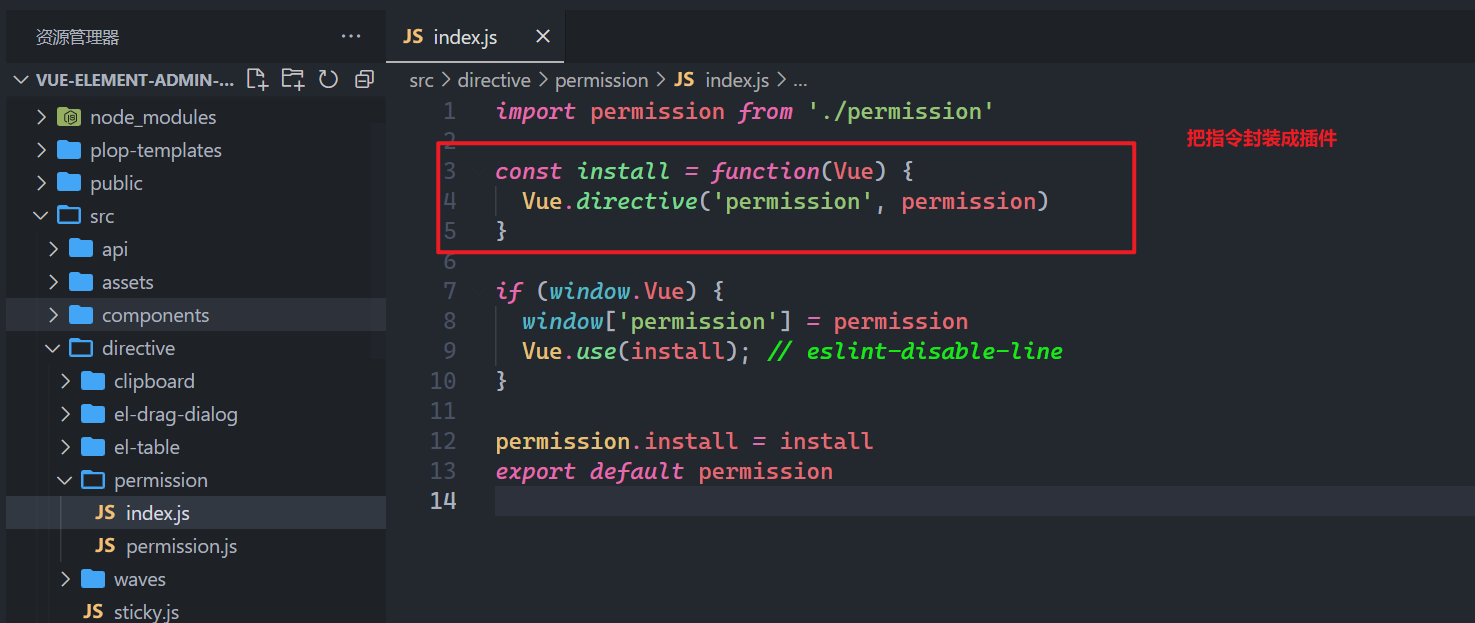 资源管理器 ...
VUE-ELEMENT-ADMIN-...
node_modules
plop-templates
public
src
api
assets
components
directive
clipboard
el-drag-dialog
el-table
permission
JS index.js
JS permission.js
waves
JS sticky.js
JS index.js
src > directive > permission > JS index.js > ...
1 import permission from './permission'
2
把指令封装成插件
3 const install = function(Vue) {
4 Vue.directive('permission', permission)
5 }
6
7 if (window.Vue) {
8 window['permission'] = permission
9 Vue.use(install); // eslint-disable-line
10 }
11
12 permission.install = install
13 export default permission
14